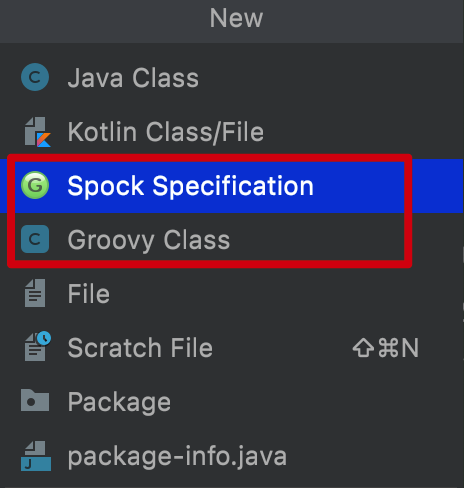 New
Java Class
Kotlin Class/File
Spock Specification
Groovy Class
File
Scratch File ⇧⌘N
Package
package-info.java